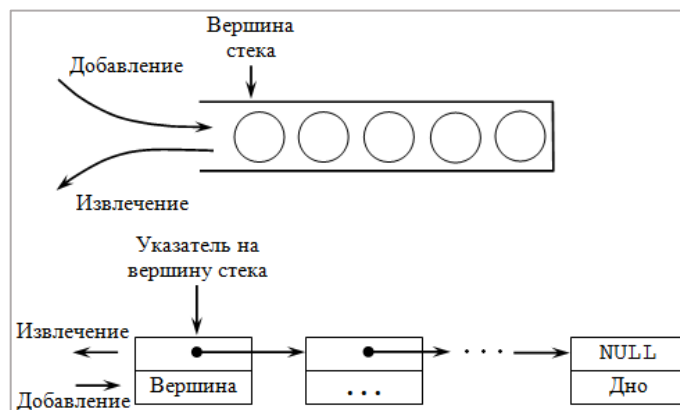 Вершина
стека
Добавление
Извлечение
Указатель на
вершину стека
Извлечение
NULL
Добавление
Вершина
...
Дно